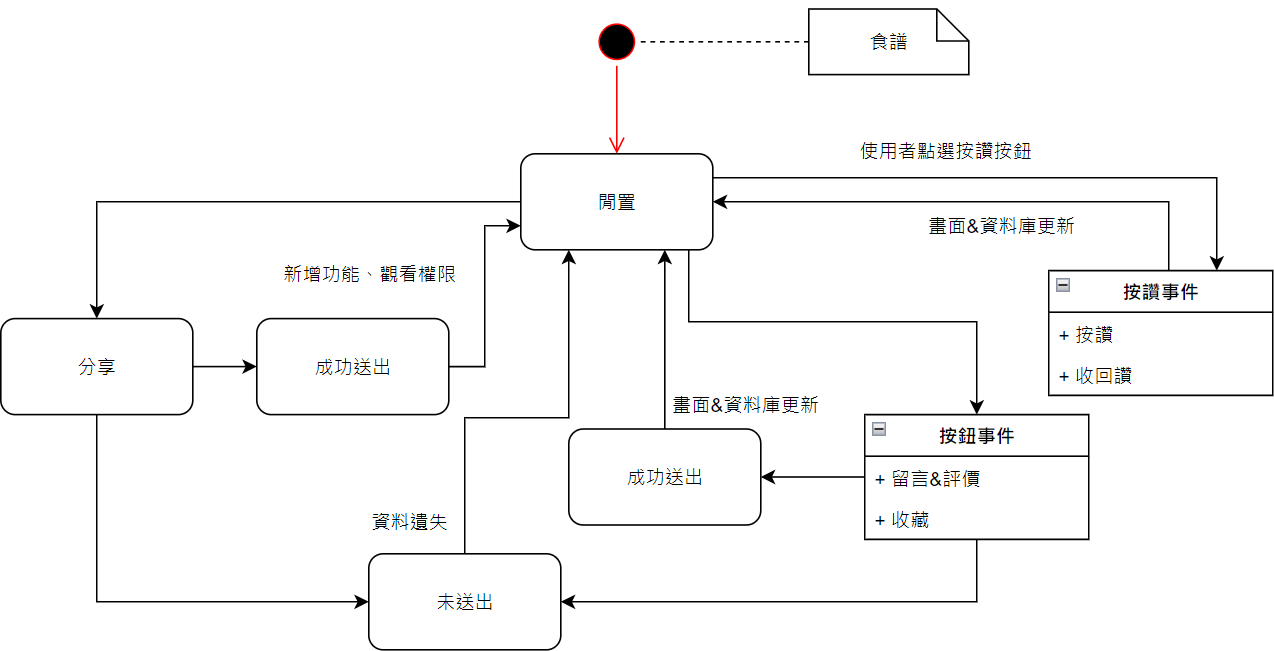 食譜
使用者點選按讚按鈕
閒置
畫面&資料庫更新
新增功能、觀看權限
按讚事件
+ 按讚
+ 收回讚
分享
成功送出
畫面&資料庫更新
按鈕事件
+ 留言&評價
+ 收藏
成功送出
資料遺失
未送出